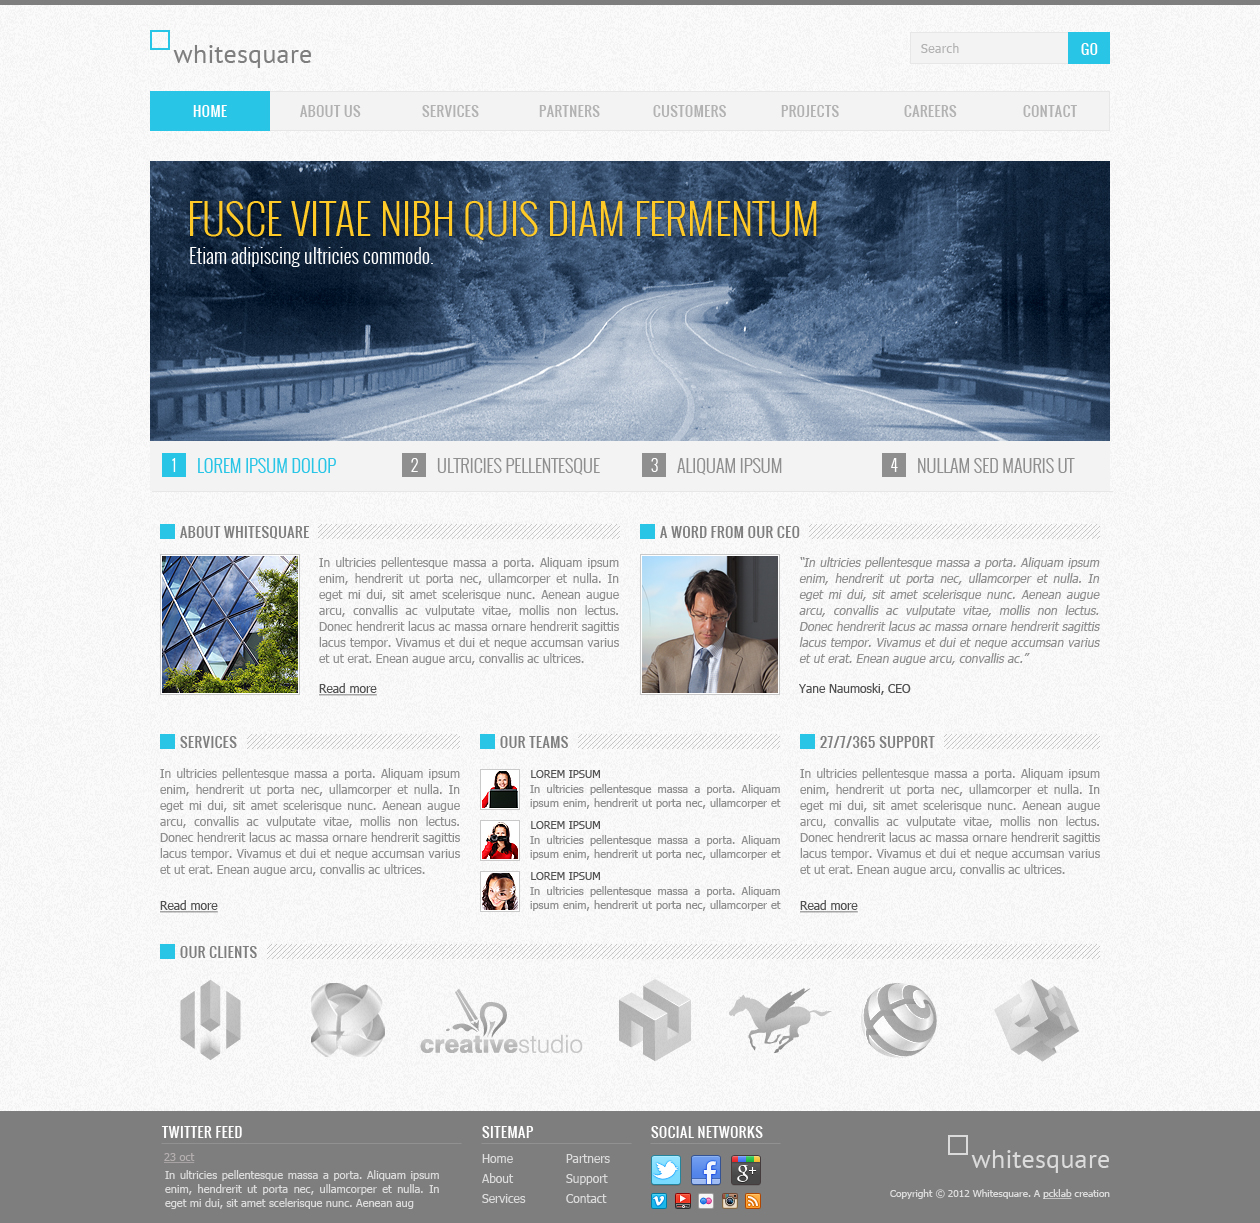 whitesquare
Search
GO
HOME
ABOUT US
SERVICES
PARTNERS
CUSTOMERS
PROJECTS
CAREERS
CONTACT
FUSCE VITAE NIBH QUIS DIAM FERMENTUM
Etiam adipiscing ultricies commodo.
1 LOREM IPSUM DOLOP
2 ULTRICIES PELLENTESQUE
3 ALIQUAM IPSUM
4 NULLAM SED MAURIS UT
ABOUT WHITESQUARE
In ultricies pellentesque massa a porta. Aliquam ipsum
enim, hendrerit ut porta nec, ullamcorper et nulla. In
eget mi dui, sit amet scelerisque nunc. Aenean augue
arcu, convallis ac vulputate vitae, mollis non lectus.
Donec hendrerit lacus ac massa ornare hendrerit sagittis
lacus tempor. Vivamus et dui et neque accumsan varius
et ut erat. Enean augue arcu, convallis ac ultrices.
Read more
A WORD FROM OUR CEO
“In ultricies pellentesque massa a porta. Aliquam ipsum
enim, hendrerit ut porta nec, ullamcorper et nulla. In
eget mi dui, sit amet scelerisque nunc. Aenean augue
arcu, convallis ac vulputate vitae, mollis non lectus.
Donec hendrerit lacus ac massa ornare hendrerit sagittis
lacus tempor. Vivamus et dui et neque accumsan varius
et ut erat. Enean augue arcu, convallis ac.”
Yane Naumoski, CEO
SERVICES
In ultricies pellentesque massa a porta. Aliquam ipsum
enim, hendrerit ut porta nec, ullamcorper et nulla. In
eget mi dui, sit amet scelerisque nunc. Aenean augue
arcu, convallis ac vulputate vitae, mollis non lectus.
Donec hendrerit lacus ac massa ornare hendrerit sagittis
lacus tempor. Vivamus et dui et neque accumsan varius
et ut erat. Enean augue arcu, convallis ac ultrices.
Read more
OUR TEAMS
LOREM IPSUM
In ultricies pellentesque massa a porta. Aliquam
ipsum enim, hendrerit ut porta nec, ullamcorper et
LOREM IPSUM
In ultricies pellentesque massa a porta. Aliquam
ipsum enim, hendrerit ut porta nec, ullamcorper et
LOREM IPSUM
In ultricies pellentesque massa a porta. Aliquam
ipsum enim, hendrerit ut porta nec, ullamcorper et
27/7/365 SUPPORT
In ultricies pellentesque massa a porta. Aliquam ipsum
enim, hendrerit ut porta nec, ullamcorper et nulla. In
eget mi dui, sit amet scelerisque nunc. Aenean augue
arcu, convallis ac vulputate vitae, mollis non lectus.
Donec hendrerit lacus ac massa ornare hendrerit sagittis
lacus tempor. Vivamus et dui et neque accumsan varius
et ut erat. Enean augue arcu, convallis ac ultrices.
Read more
OUR CLIENTS
creativestudio
TWITTER FEED
23 oct
In ultricies pellentesque massa a porta. Aliquam ipsum
enim, hendrerit ut porta nec, ullamcorper et nulla. In
eget mi dui, sit amet scelerisque nunc. Aenean aug
SITEMAP
Home
Partners
About
Support
Services
Contact
SOCIAL NETWORKS
f
g+
whitesquare
Copyright © 2012 Whitesquare. A pcklab creation